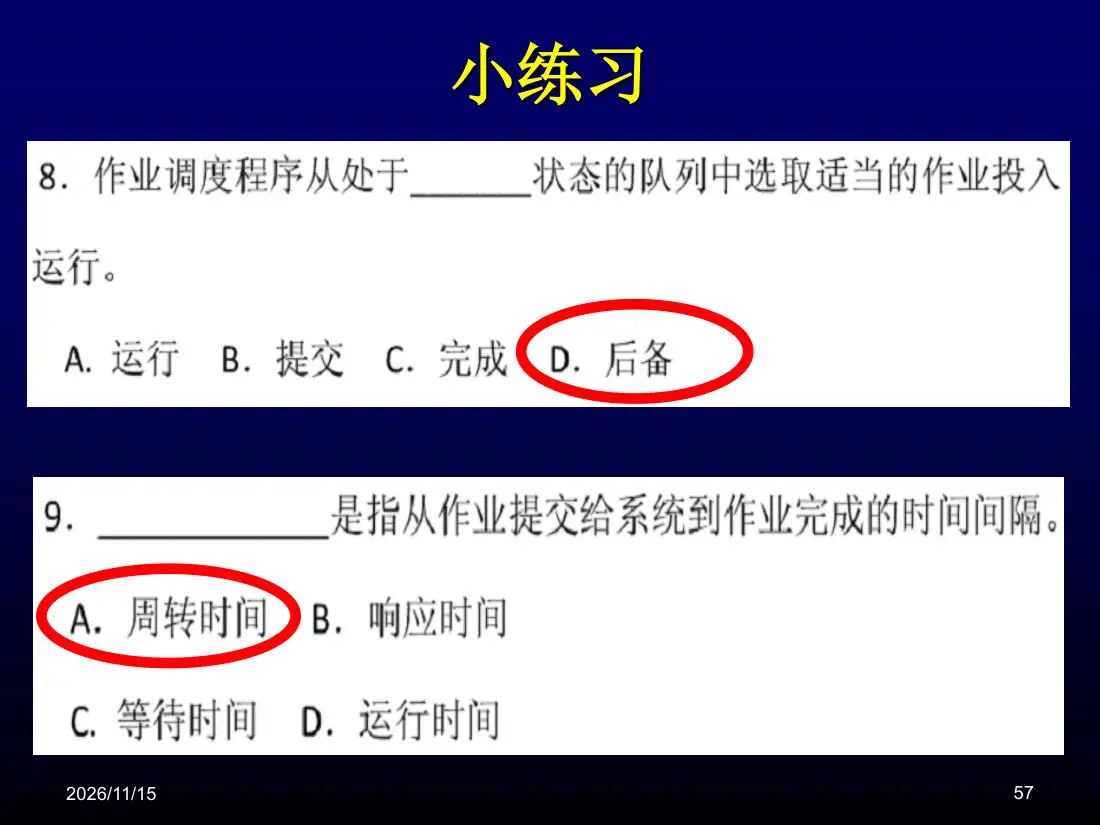 小练习
8. 作业调度程序从处于______状态的队列中选取适当的作业投入
运行。
A. 运行 B. 提交 C. 完成 D. 后备
9. ____________是指从作业提交给系统到作业完成的时间间隔。
A. 周转时间 B. 响应时间
C. 等待时间 D. 运行时间
2026/11/15
57